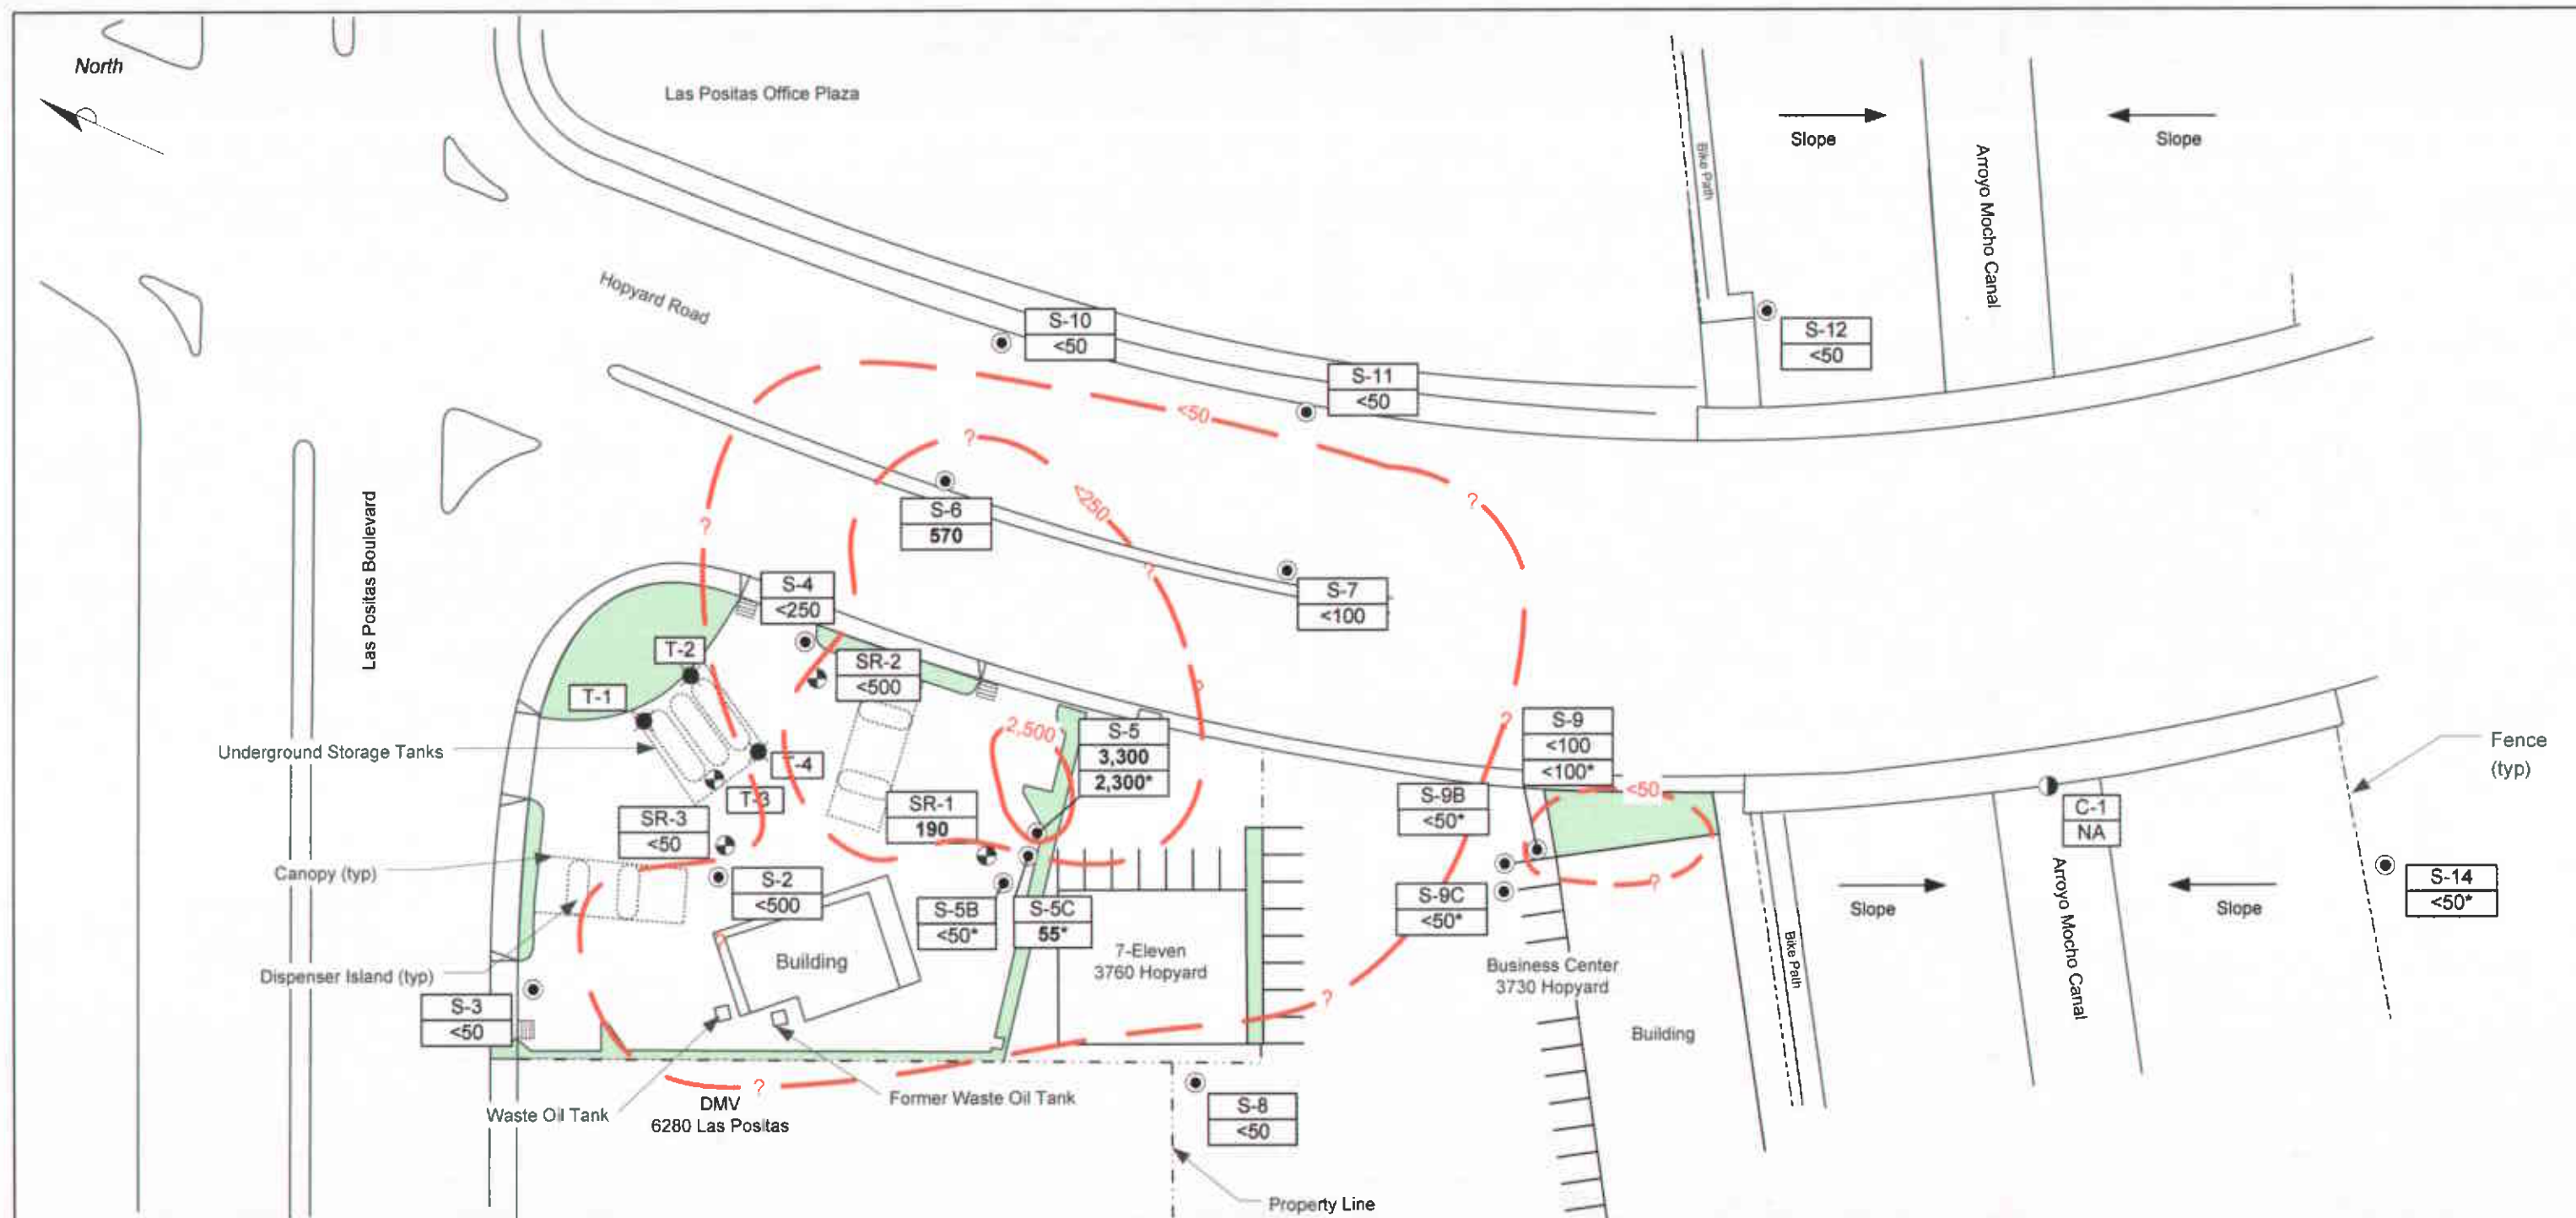 North
Las Positas Office Plaza
Slope
Slope
Bike Path
Arroyo Mocho Canal
Hopyard Road
S-10
<50
S-12
<50
S-11
<50
<50
?
?
<250
S-6
570
?
Las Positas Boulevard
?
S-4
<250
S-7
<100
T-2
SR-2
<500
T-1
?
?
Underground Storage Tanks
2,500
S-5
3,300
2,300*
S-9
<100
<100*
Fence
(typ)
T-4
T-3
SR-1
190
S-9B
<50*
<50
C-1
NA
SR-3
<50
Canopy (typ)
S-2
<500
S-9C
<50*
?
Slope
Slope
S-14
<50*
S-5B
<50*
S-5C
55*
?
Building
7-Eleven
3760 Hopyard
Business Center
3730 Hopyard
Bike Path
Arroyo Mocho Canal
Dispenser Island (typ)
S-3
<50
?
Building
?
Waste Oil Tank
DMV
6280 Las Positas
Former Waste Oil Tank
S-8
<50
Property Line